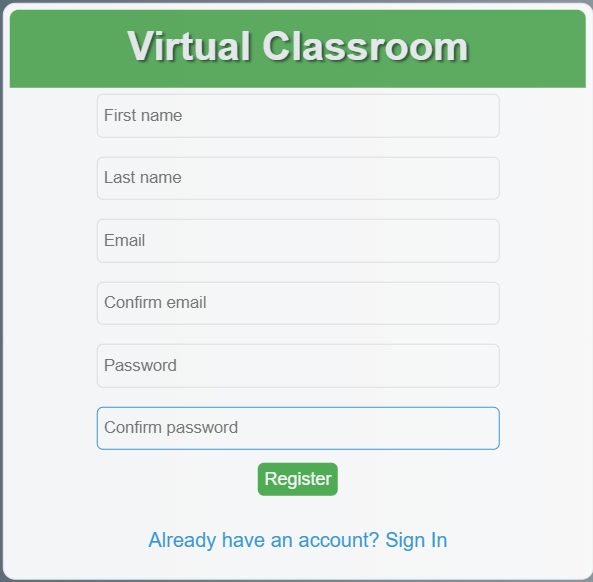 Virtual Classroom
First name
Last name
Email
Confirm email
Password
Confirm password
Register
Already have an account? Sign In